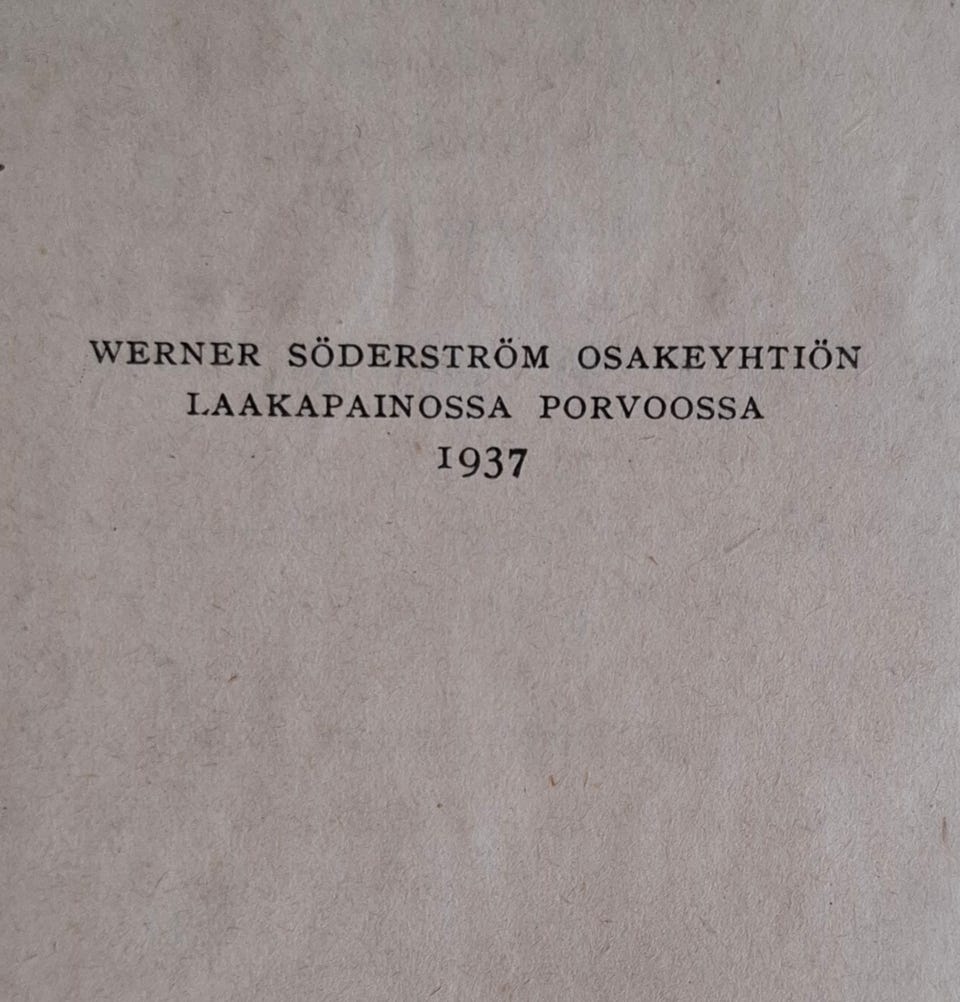 WERNER SÖDERSTRÖM OSAKEYHTIÖN
LAAKAPAINOSSA PORVOOSSA
1937